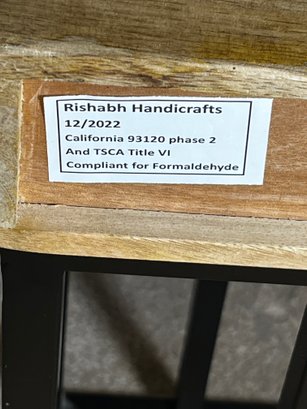 Rishabh Handicrafts
12/2022
California 93120 phase 2
And TSCA Title VI
Compliant for Formaldehyde